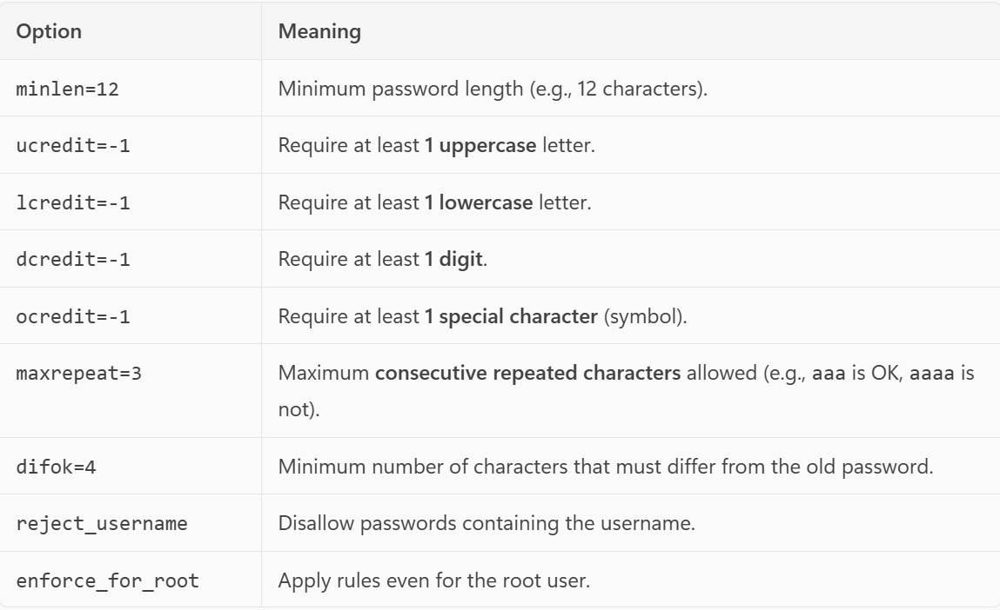 Option Meaning
minlen=12 Minimum password length (e.g., 12 characters).
ucredit=-1 Require at least 1 uppercase letter.
lcredit=-1 Require at least 1 lowercase letter.
dcredit=-1 Require at least 1 digit.
ocredit=-1 Require at least 1 special character (symbol).
maxrepeat=3 Maximum consecutive repeated characters allowed (e.g., aaa is OK, aaaa is
not).
difok=4 Minimum number of characters that must differ from the old password.
reject_username Disallow passwords containing the username.
enforce_for_root Apply rules even for the root user.